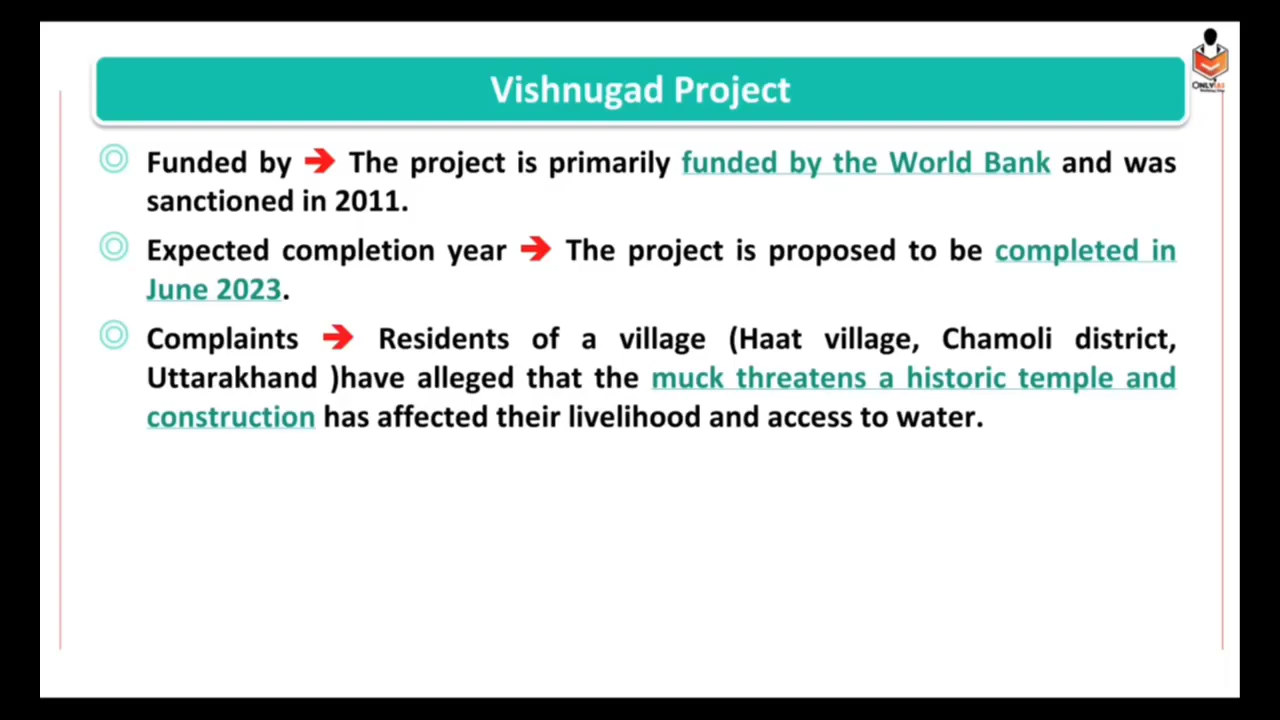 Vishnugad Project
ONLYIAS
Funded by ➔ The project is primarily funded by the World Bank and was
sanctioned in 2011.
Expected completion year ➔ The project is proposed to be completed in
June 2023.
Complaints ➔ Residents of a village (Haat village, Chamoli district,
Uttarakhand )have alleged that the muck threatens a historic temple and
construction has affected their livelihood and access to water.